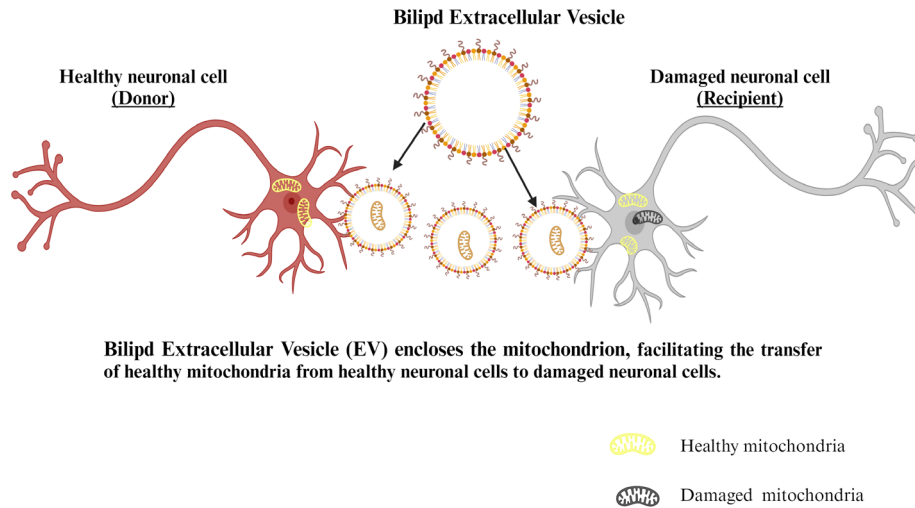 Bilipd Extracellular Vesicle
Healthy neuronal cell
(Donor)
Damaged neuronal cell
(Recipient)
Bilipd Extracellular Vesicle (EV) encloses the mitochondrion, facilitating the transfer
of healthy mitochondria from healthy neuronal cells to damaged neuronal cells.
Healthy mitochondria
Damaged mitochondria